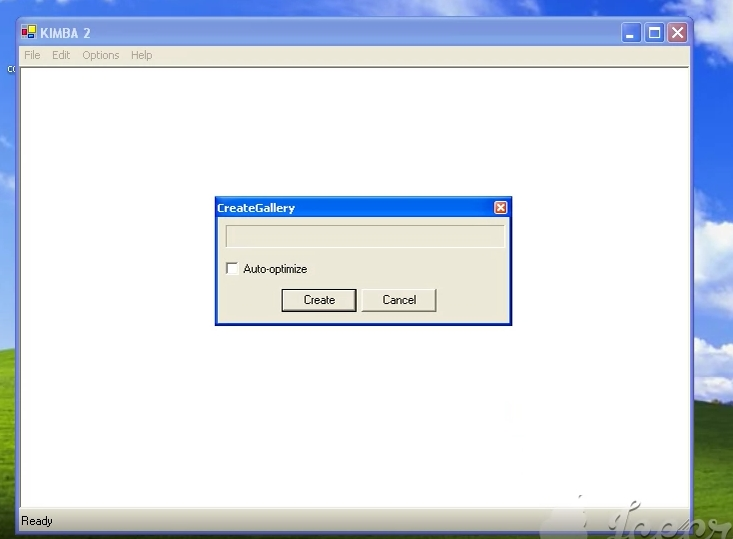 KIMBA 2
File Edit Options Help
CreateGallery
Auto-optimize
Create Cancel
Ready